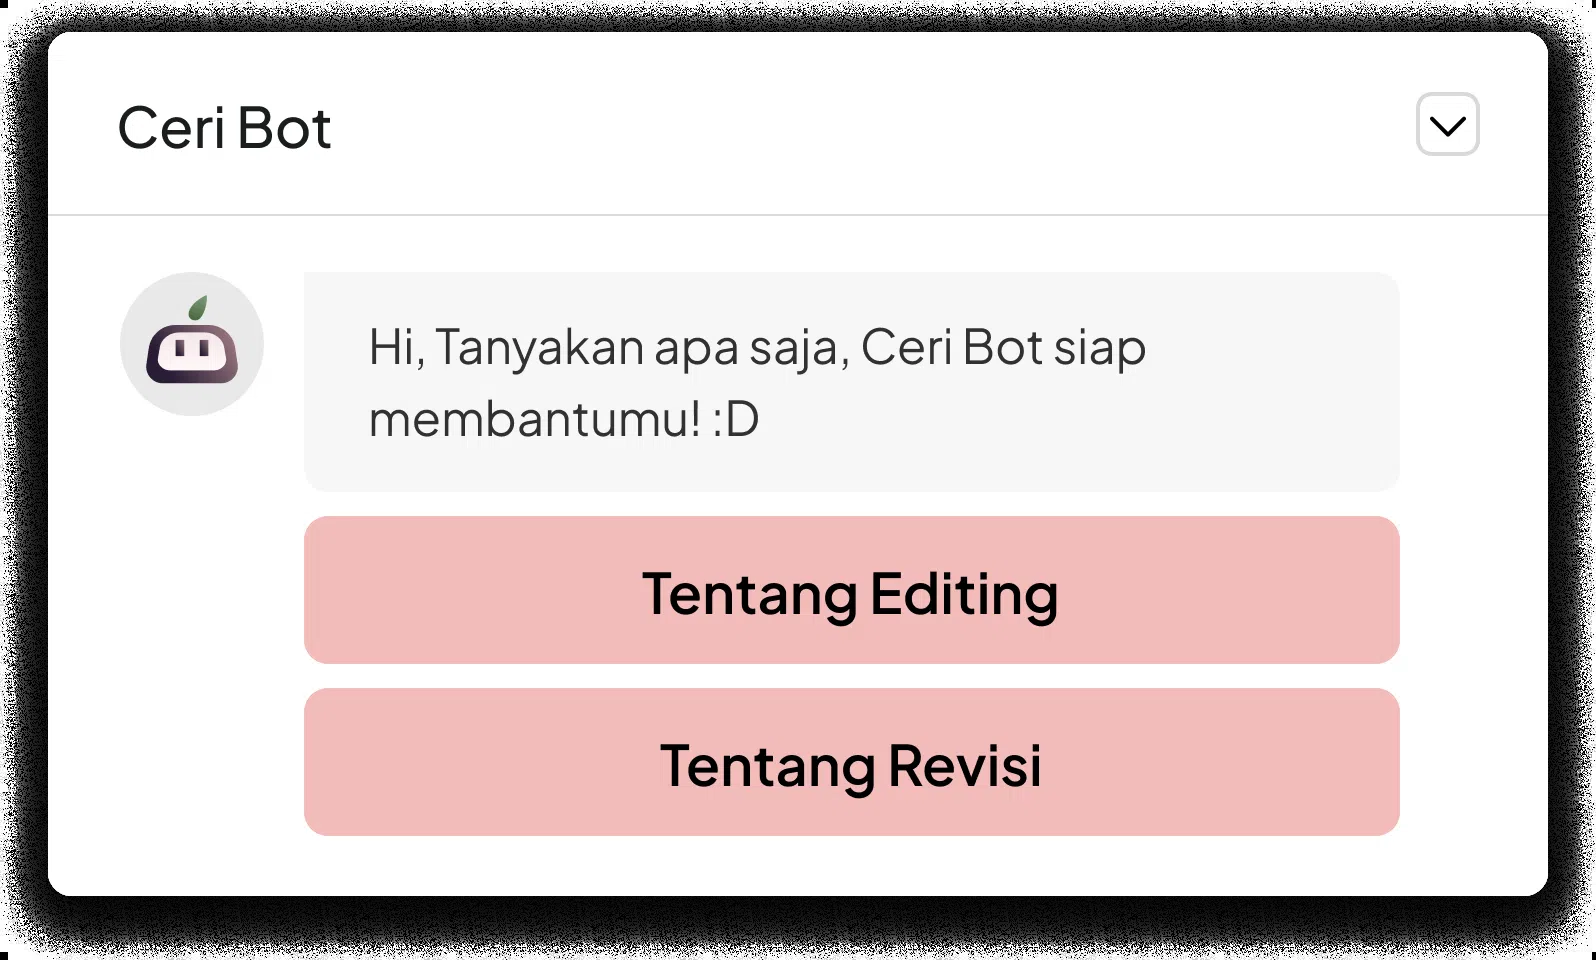 Ceri Bot
Hi, Tanyakan apa saja, Ceri Bot siap
membantumu! :D
Tentang Editing
Tentang Revisi